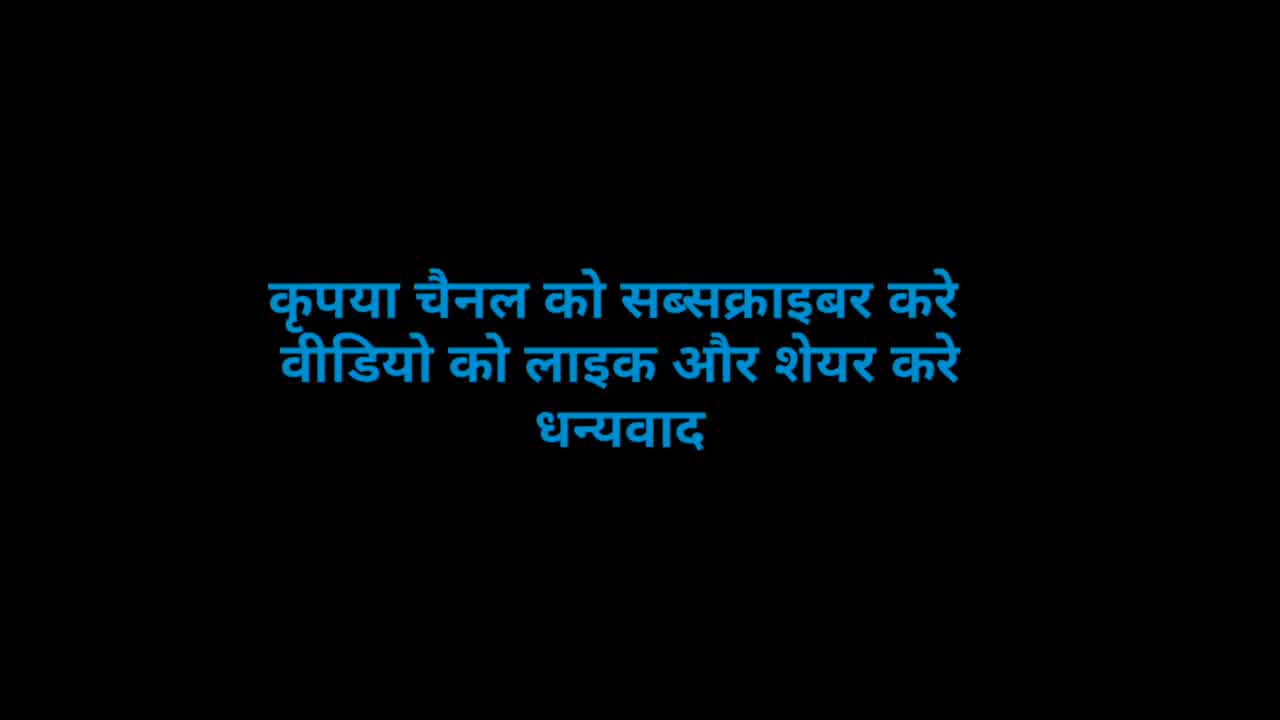 कृपया चैनल को सब्सक्राइबर करे
वीडियो को लाइक और शेयर करे
धन्यवाद